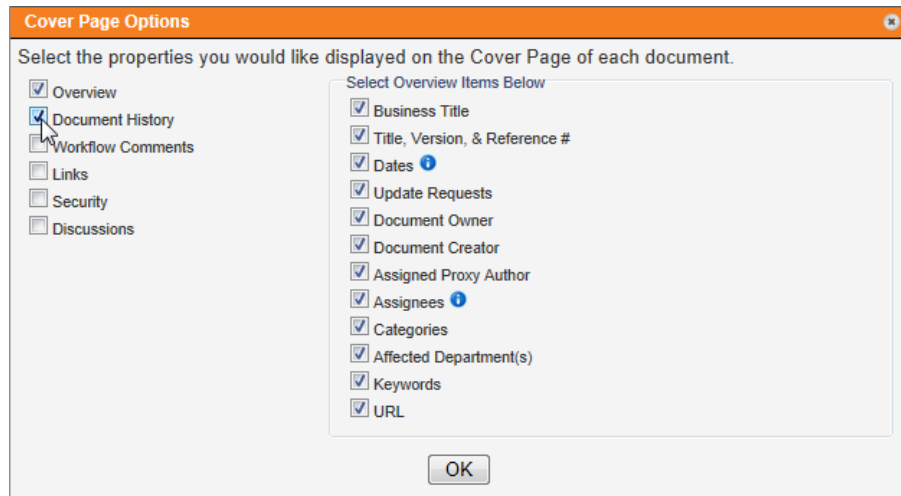 Cover Page Options
Select the properties you would like displayed on the Cover Page of each document.
Overview
Document History
Workflow Comments
Links
Security
Discussions
Select Overview Items Below
Business Title
Title, Version, & Reference #
Dates
Update Requests
Document Owner
Document Creator
Assigned Proxy Author
Assignees
Categories
Affected Department(s)
Keywords
URL
OK